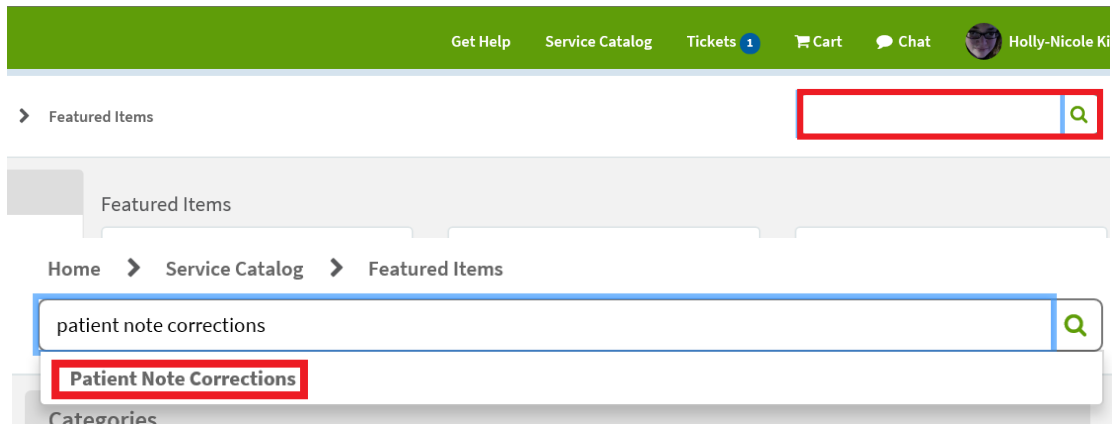 Get Help Service Catalog Tickets 1 Cart Chat Holly-Nicole
Featured Items
Featured Items
Home Service Catalog Featured Items
patient note corrections
Patient Note Corrections
Categories